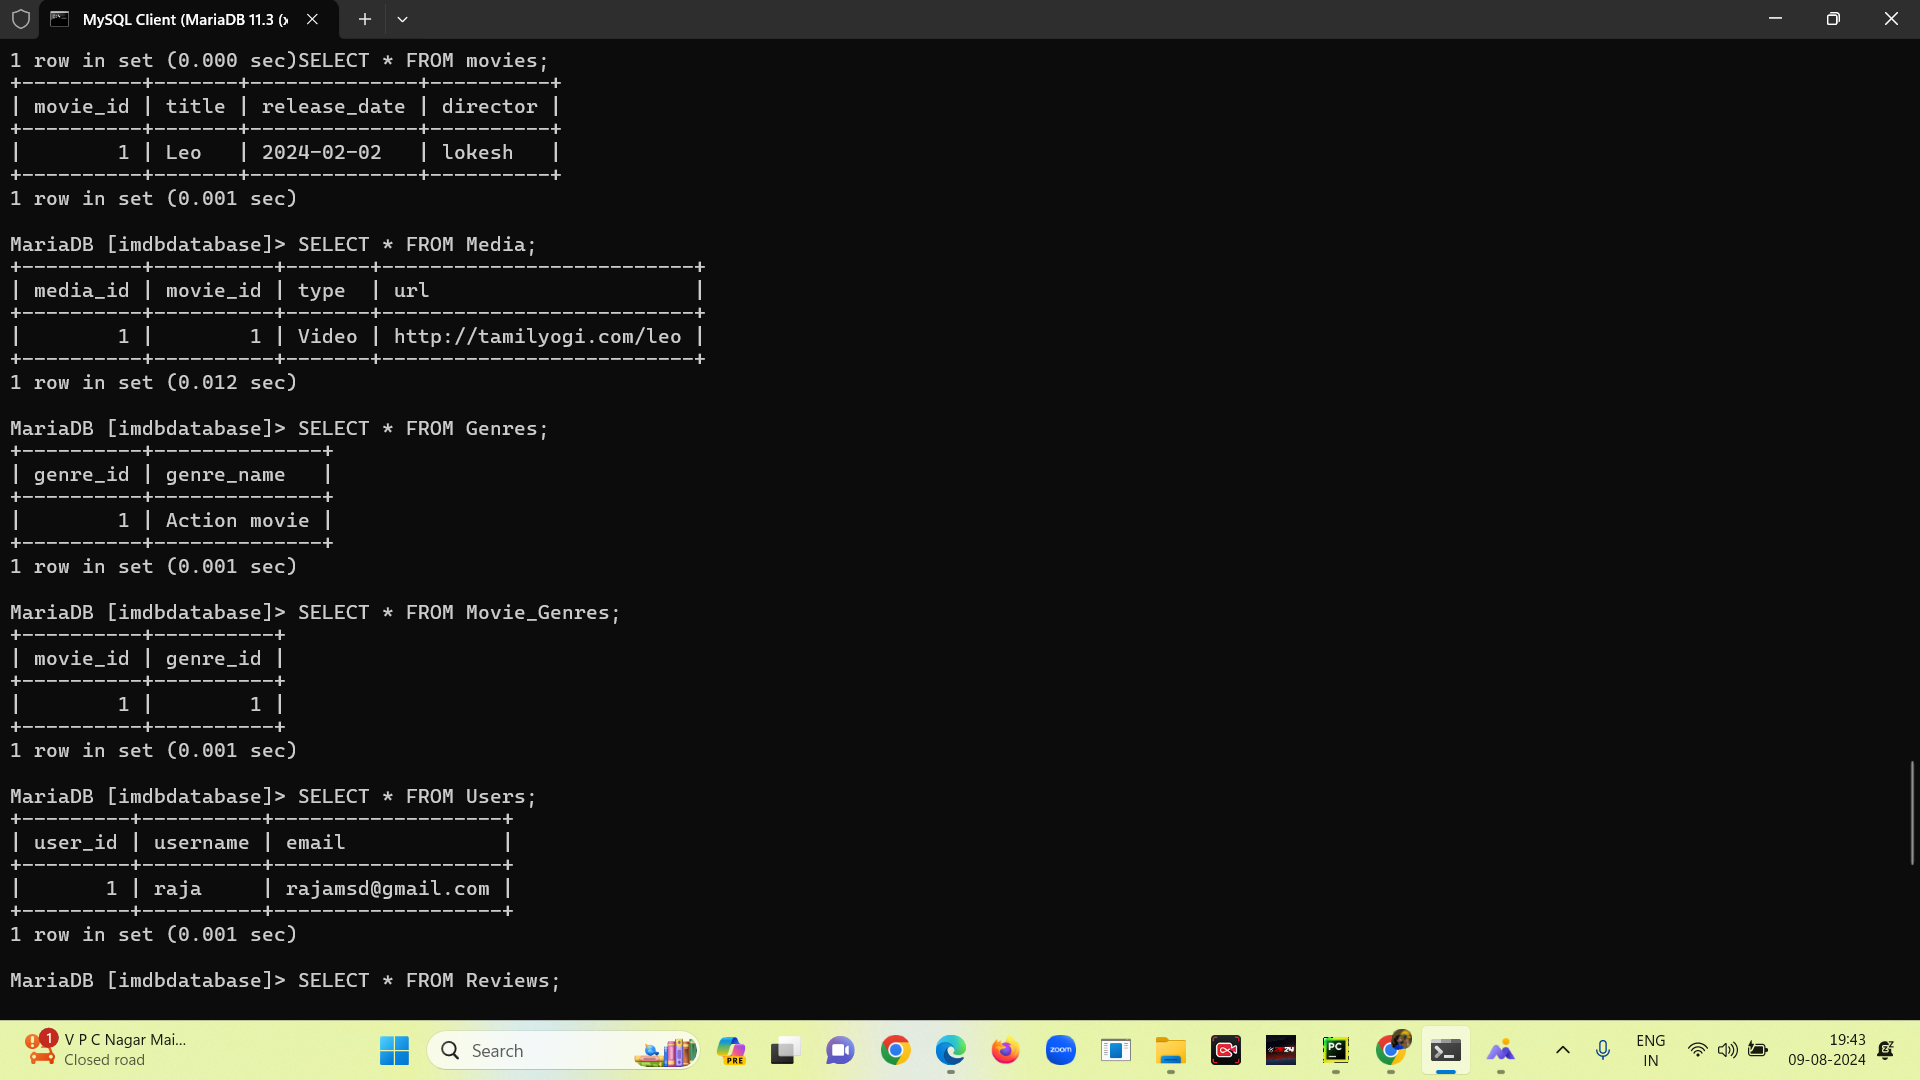 MySQL Client (MariaDB 11.3 (x
1 row in set (0.000 sec)SELECT * FROM movies;
+----------+-------+--------------+----------+
| movie_id | title | release_date | director |
+----------+-------+--------------+----------+
|        1 | Leo   | 2024-02-02   | lokesh   |
+----------+-------+--------------+----------+
1 row in set (0.001 sec)
MariaDB [imdbdatabase]> SELECT * FROM Media;
+----------+----------+-------+--------------------------+
| media_id | movie_id | type  | url                      |
+----------+----------+-------+--------------------------+
|        1 |        1 | Video | http://tamilyogi.com/leo |
+----------+----------+-------+--------------------------+
1 row in set (0.012 sec)
MariaDB [imdbdatabase]> SELECT * FROM Genres;
+----------+--------------+
| genre_id | genre_name   |
+----------+--------------+
|        1 | Action movie |
+----------+--------------+
1 row in set (0.001 sec)
MariaDB [imdbdatabase]> SELECT * FROM Movie_Genres;
+----------+----------+
| movie_id | genre_id |
+----------+----------+
|        1 |        1 |
+----------+----------+
1 row in set (0.001 sec)
MariaDB [imdbdatabase]> SELECT * FROM Users;
+---------+----------+-------------------+
| user_id | username | email             |
+---------+----------+-------------------+
|       1 | raja     | rajamsd@gmail.com |
+---------+----------+-------------------+
1 row in set (0.001 sec)
MariaDB [imdbdatabase]> SELECT * FROM Reviews;
1
V P C Nagar Mai...
Closed road
Search
PRE
zoom
24
PC
ENG
IN
19:43
09-08-2024